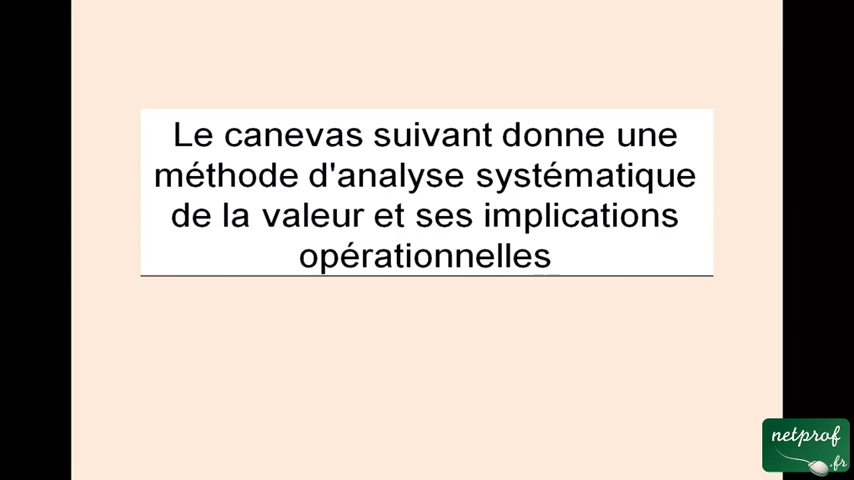 Le canevas suivant donne une
méthode d'analyse systématique
de la valeur et ses implications
opérationnelles
netprof
.fr